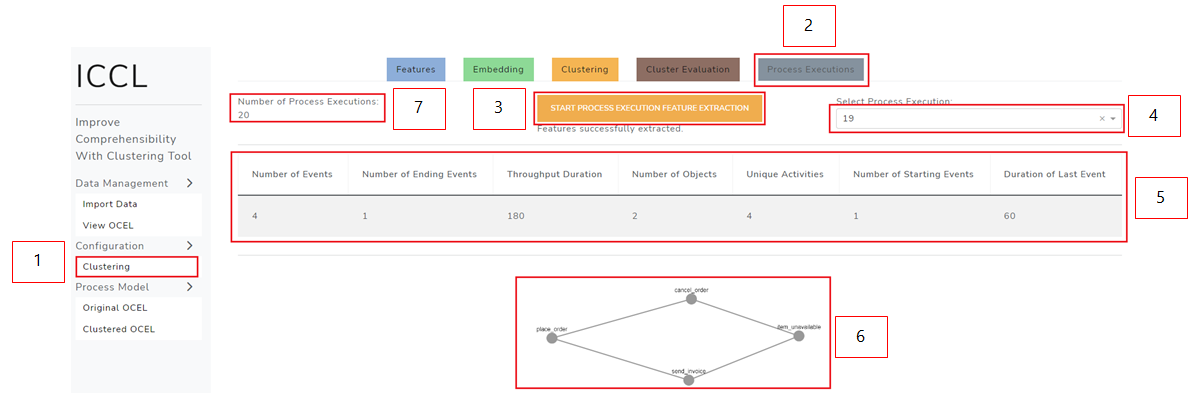 2
ICCL
Features
Embedding
Clustering
Cluster Evaluation
Process Executions
Number of Process Executions:
20
7
3
START PROCESS EXECUTION FEATURE EXTRACTION
Features successfully extracted.
Select Process Execution:
19
×
4
Improve
Comprehensibility
With Clustering Tool
Data Management
Import Data
View OCEL
Configuration
1
Clustering
Process Model
Original OCEL
Clustered OCEL
Number of Events
Number of Ending Events
Throughput Duration
Number of Objects
Unique Activities
Number of Starting Events
Duration of Last Event
4
1
180
2
4
1
60
5
cancel_order
place_order
item_unavailable
send_invoice
6